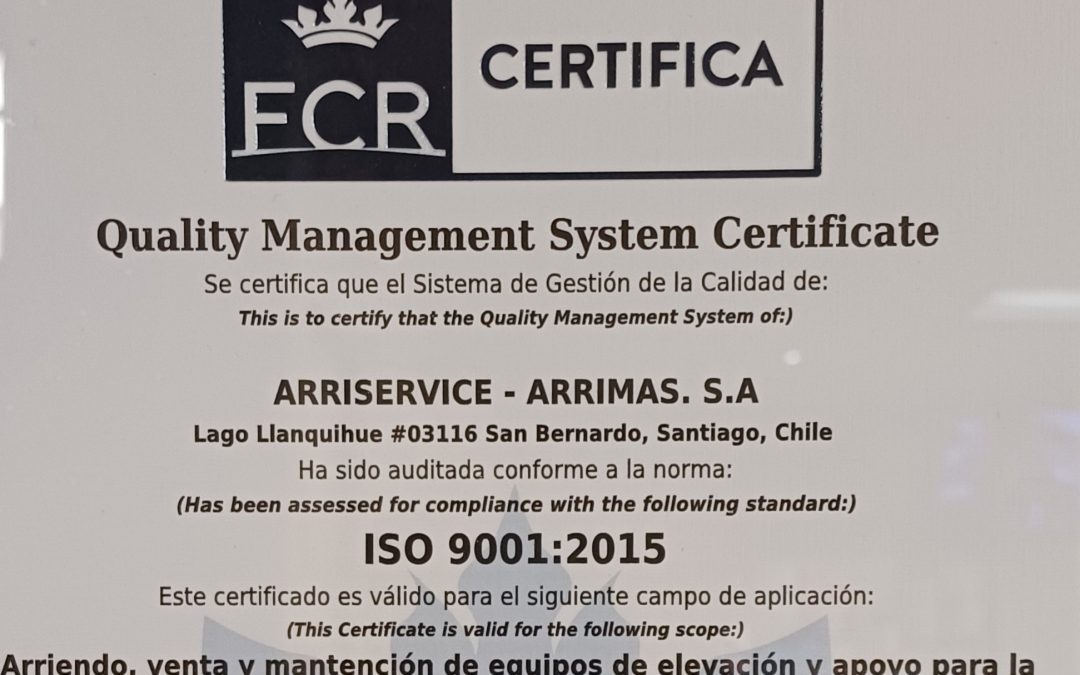 FCR CERTIFICA
Quality Management System Certificate
Se certifica que el Sistema de Gestión de la Calidad de:
This is to certify that the Quality Management System of:)
ARRISERVICE - ARRIMAS. S.A
Lago Llanquihue #03116 San Bernardo, Santiago, Chile
Ha sido auditada conforme a la norma:
(Has been assessed for compliance with the following standard:)
ISO 9001:2015
Este certificado es válido para el siguiente campo de aplicación:
(This Certificate is valid for the following scope:)
Arriendo, venta y mantención de equipos de elevación y apoyo para la